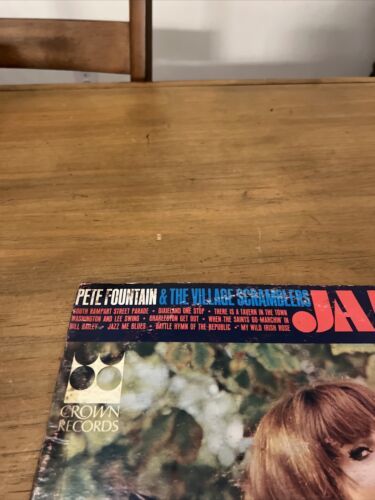 PETE FOUNTAIN & THE VILLAGE SCRAMBLERS
SOUTH RAMPART STREET PARADE • DIXIELAND ONE STOP • THERE IS A TAVERN IN THE TOWN
WASHINGTON AND LEE SWING • CHARLESTON GET OUT • WHEN THE SAINTS GO-MARCHIN' IN
BILL BAILEY • JAZZ ME BLUES • BATTLE HYMN OF THE REPUBLIC • MY WILD IRISH ROSE
JA
CROWN
RECORDS